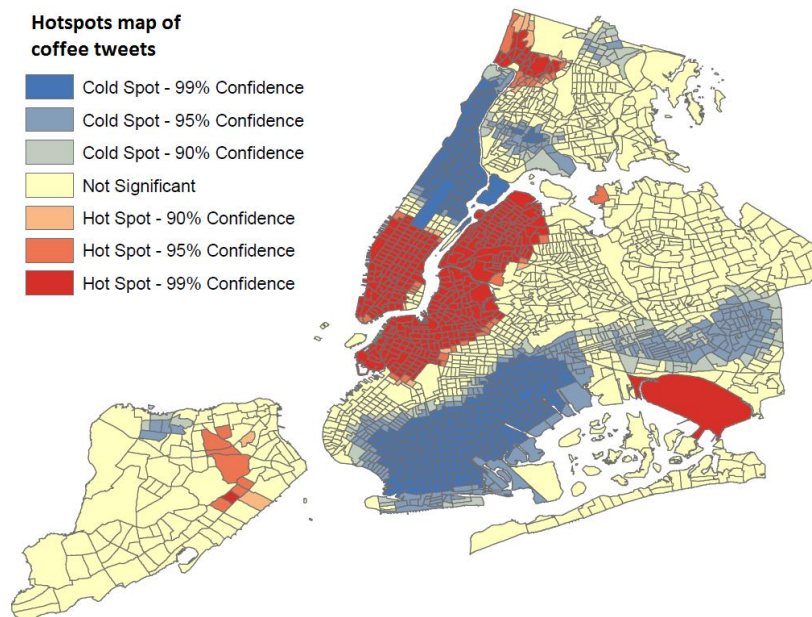 Hotspots map of
coffee tweets
Cold Spot - 99% Confidence
Cold Spot - 95% Confidence
Cold Spot - 90% Confidence
Not Significant
Hot Spot - 90% Confidence
Hot Spot - 95% Confidence
Hot Spot - 99% Confidence